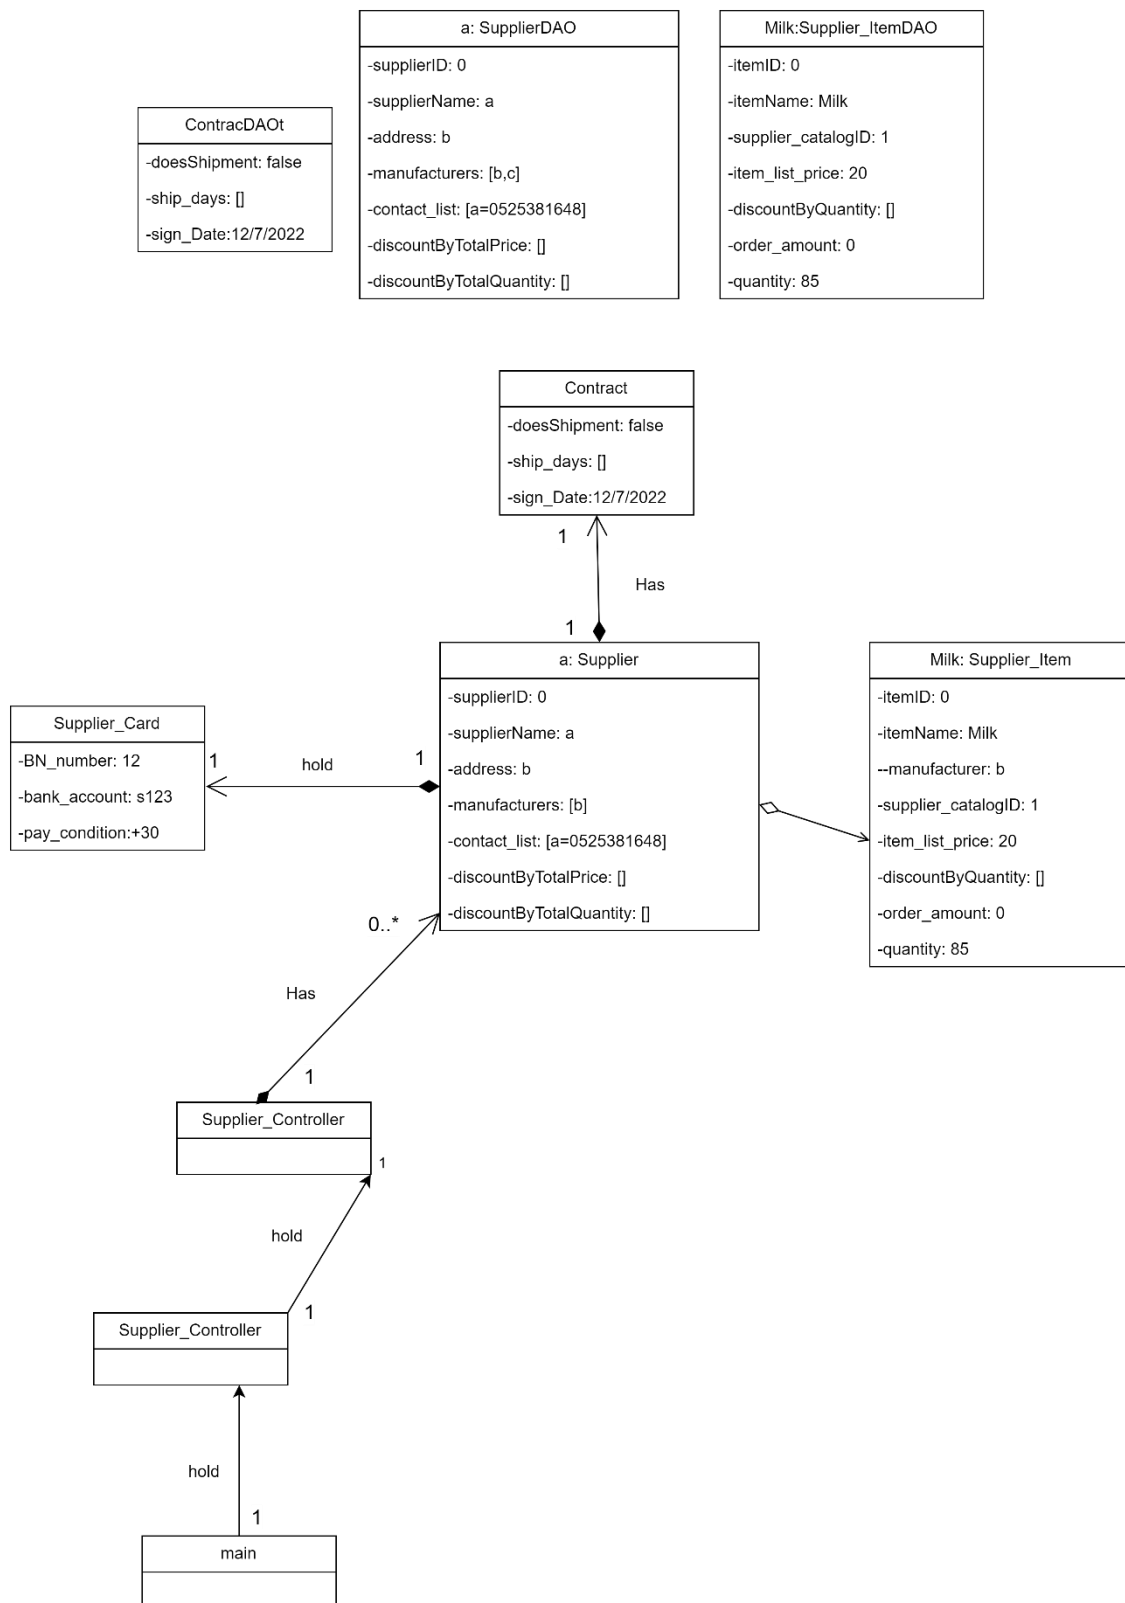 a: SupplierDAO
-supplierID: 0
-supplierName: a
-address: b
-manufacturers: [b,c]
-contact_list: [a=0525381648]
-discountByTotalPrice: []
-discountByTotalQuantity: []
Milk:Supplier_ItemDAO
-itemID: 0
-itemName: Milk
-supplier_catalogID: 1
-item_list_price: 20
-discountByQuantity: []
-order_amount: 0
-quantity: 85
ContracDAOt
-doesShipment: false
-ship_days: []
-sign_Date:12/7/2022
Contract
-doesShipment: false
-ship_days: []
-sign_Date:12/7/2022
1
Has
1
a: Supplier
-supplierID: 0
-supplierName: a
-address: b
-manufacturers: [b]
-contact_list: [a=0525381648]
-discountByTotalPrice: []
-discountByTotalQuantity: []
Milk: Supplier_Item
-itemID: 0
-itemName: Milk
--manufacturer: b
-supplier_catalogID: 1
-item_list_price: 20
-discountByQuantity: []
-order_amount: 0
-quantity: 85
Supplier_Card
-BN_number: 12
-bank_account: s123
-pay_condition:+30
1
hold
1
0..*
Has
1
Supplier_Controller
1
hold
1
Supplier_Controller
hold
1
main